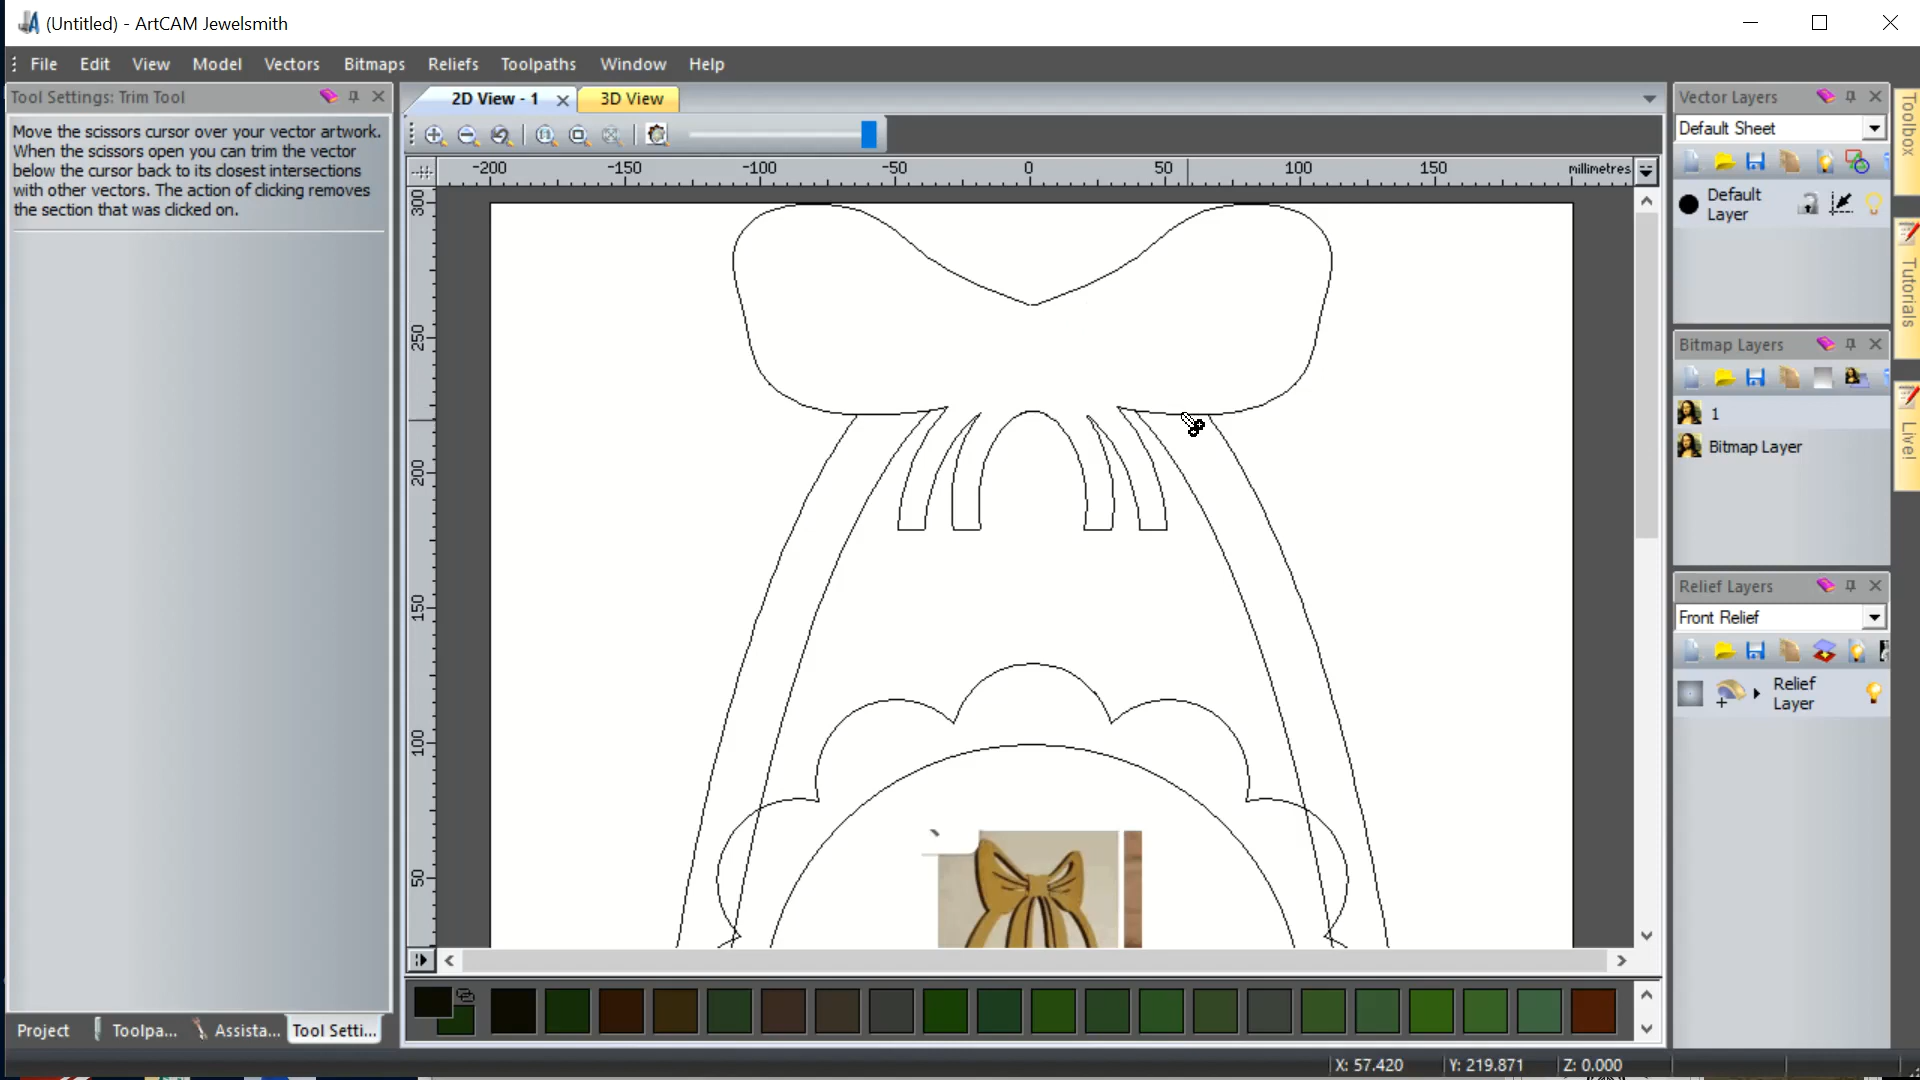 (Untitled) - ArtCAM Jewelsmith
File Edit View Model Vectors Bitmaps Reliefs Toolpaths Window Help
Tool Settings: Trim Tool
Move the scissors cursor over your vector artwork.
When the scissors open you can trim the vector
below the cursor back to its closest intersections
with other vectors. The action of clicking removes
the section that was clicked on.
2D View - 1 3D View
-200 -150 -100 -50 0 50 100 150 millimetres
300
250
200
150
100
50
Vector Layers
Default Sheet
Default
Layer
Bitmap Layers
1
Bitmap Layer
Relief Layers
Front Relief
Relief
Layer
Toolbox
Tutorials
Live!
Project Toolpa... Assista... Tool Setti...
X: 57.420 Y: 219.871 Z: 0.000